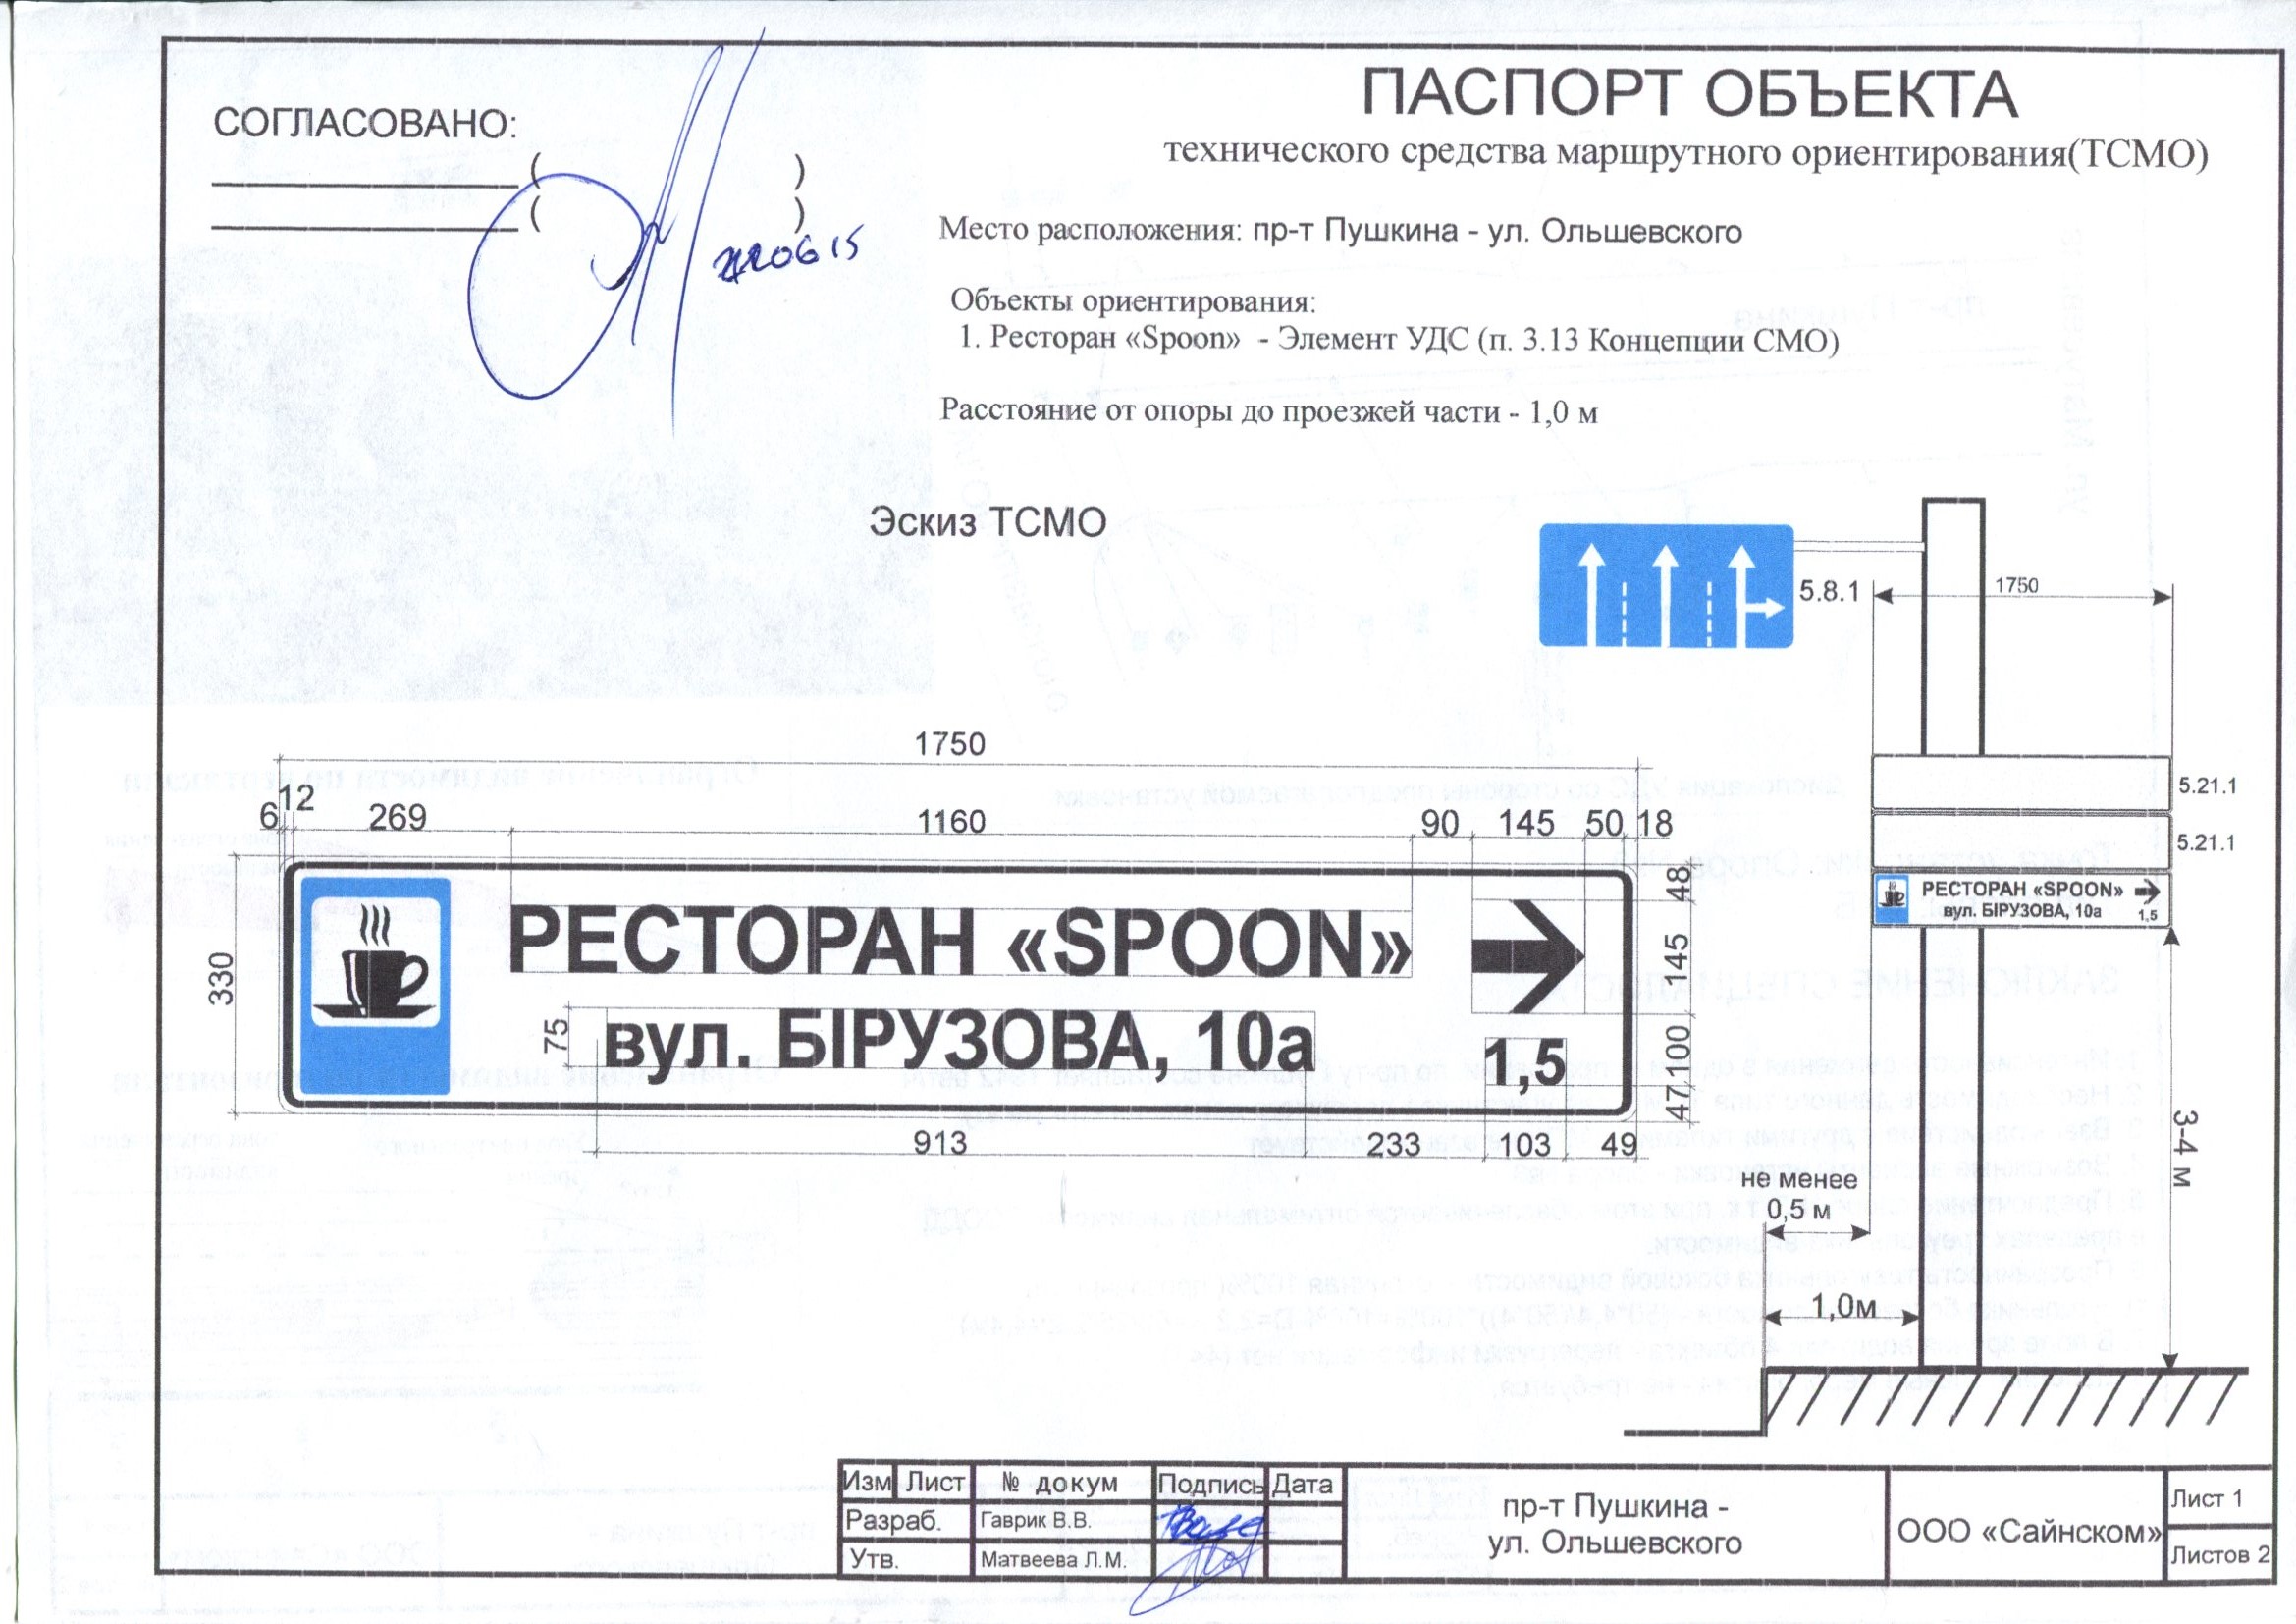 СОГЛАСОВАНО:
( )
( )
ПАСПОРТ ОБЪЕКТА
технического средства маршрутного ориентирования(ТСМО)
Место расположения: пр-т Пушкина - ул. Ольшевского
Объекты ориентирования:
1. Ресторан «Spoon» - Элемент УДС (п. 3.13 Концепции СМО)
Расстояние от опоры до проезжей части - 1,0 м
Эскиз ТСМО
5.8.1
1750
1750
6 12 269 1160 90 145 50 18
330
РЕСТОРАН «SPOON»
75
вул. БІРУЗОВА, 10а
1,5
48
145
100
47
913 233 103 49
5.21.1
5.21.1
РЕСТОРАН «SPOON»
вул. БІРУЗОВА, 10а 1,5
3-4 м
не менее
0,5 м
1,0м
Изм Лист № докум Подпись Дата
Разраб. Гаврик В.В.
Утв. Матвеева Л.М.
пр-т Пушкина -
ул. Ольшевского
ООО «Сайнском»
Лист 1
Листов 2